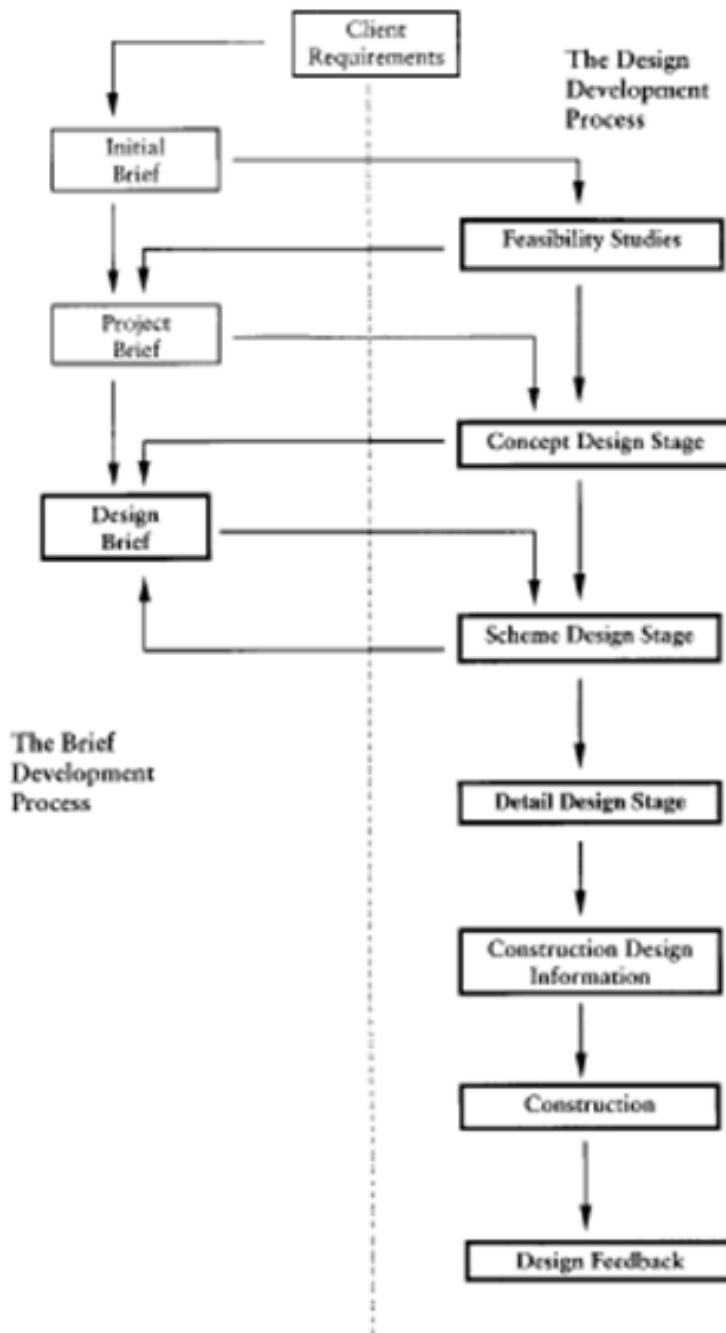 Client
Requirements
The Design
Development
Process
Initial
Brief
Feasibility Studies
Project
Brief
Concept Design Stage
Design
Brief
Scheme Design Stage
The Brief
Development
Process
Detail Design Stage
Construction Design
Information
Construction
Design Feedback